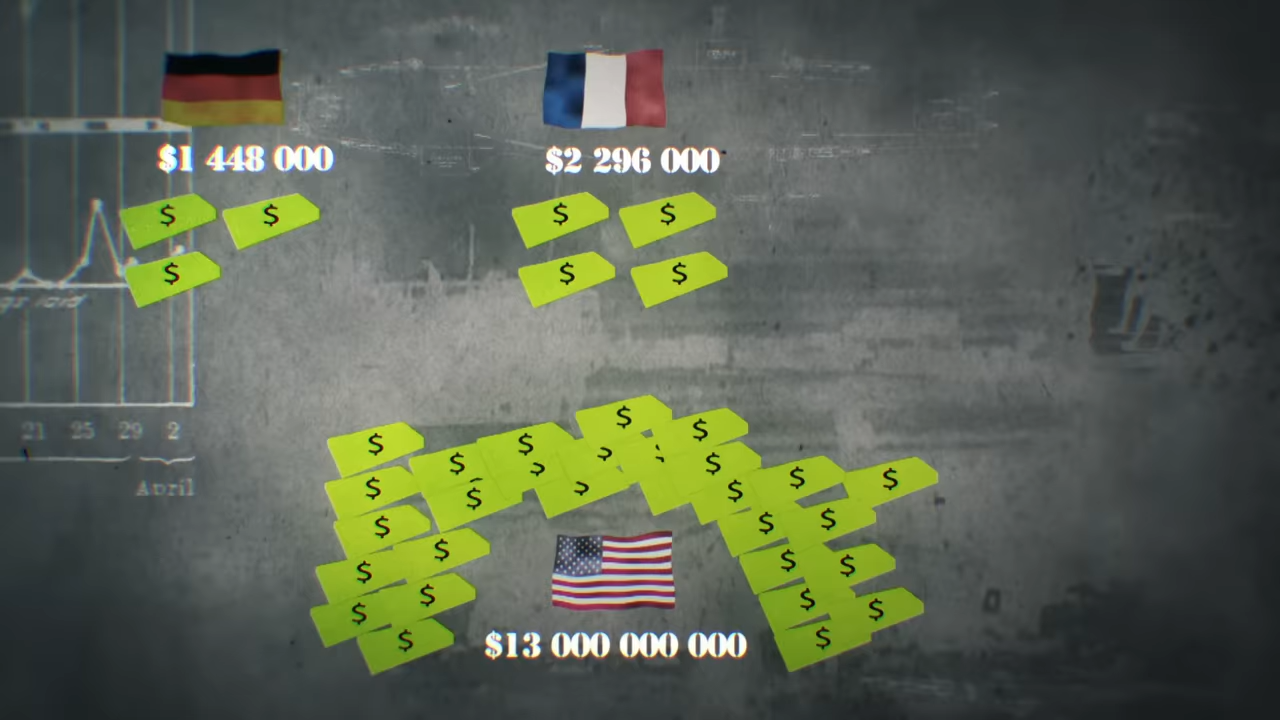 $1 448 000
$2 296 000
21 25 29 2
April
$13 000 000 000